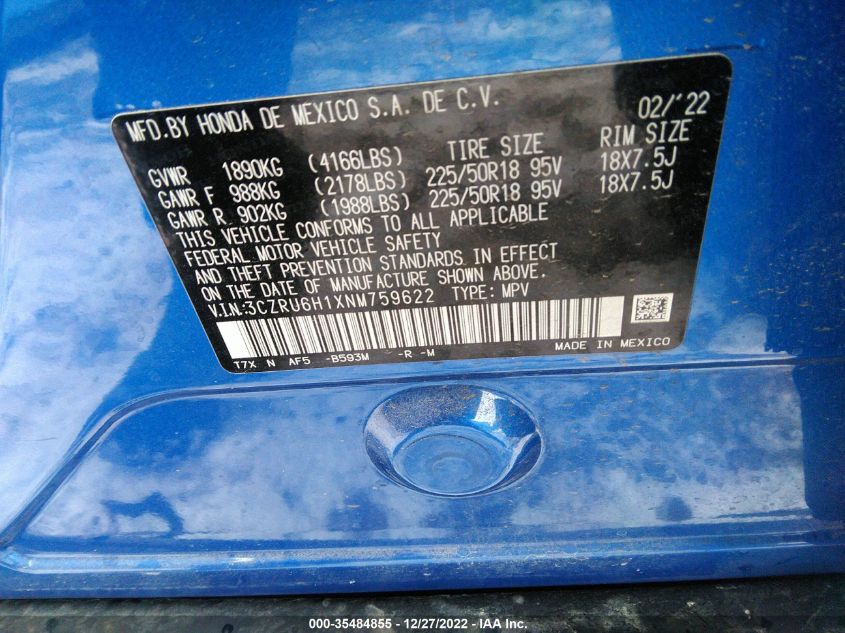 MFD.BY HONDA DE MEXICO S.A. DE C.V. 02/'22
TIRE SIZE RIM SIZE
GVWR 1890KG (4166LBS)
GAWR F 988KG (2178LBS) 225/50R18 95V 18X7.5J
GAWR R 902KG (1988LBS) 225/50R18 95V 18X7.5J
THIS VEHICLE CONFORMS TO ALL APPLICABLE
FEDERAL MOTOR VEHICLE SAFETY
AND THEFT PREVENTION STANDARDS IN EFFECT
ON THE DATE OF MANUFACTURE SHOWN ABOVE.
V.IN:3CZRU6H1XNM759622 TYPE: MPV
T7X N AF5 -B593M -R -M MADE IN MEXICO
000-35484855 - 12/27/2022 - IAA Inc.